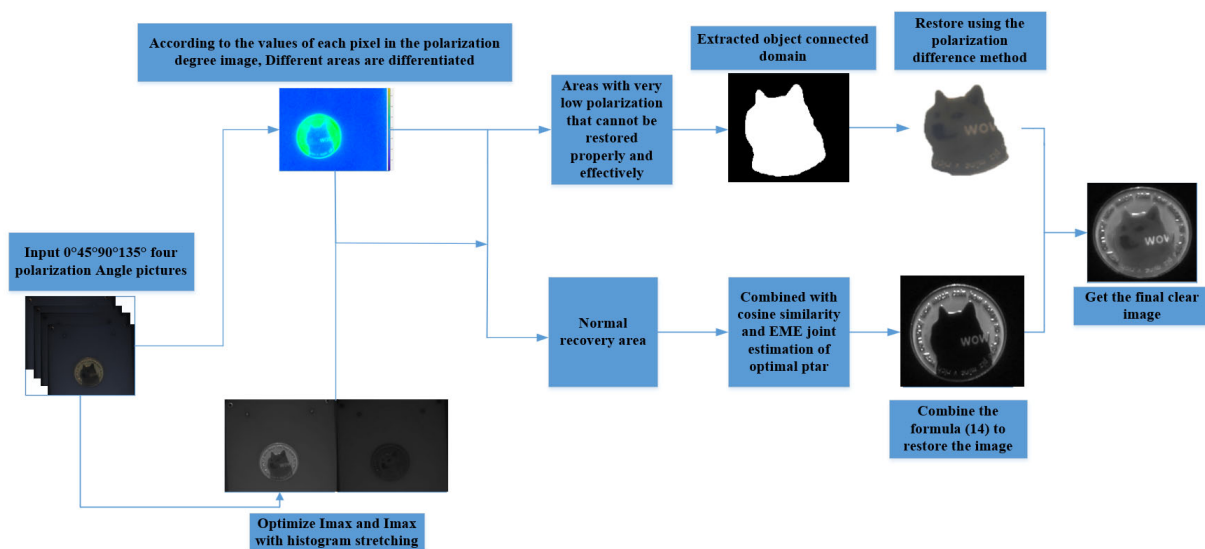 According to the values of each pixel in the polarization
degree image, Different areas are differentiated
Extracted object connected
domain
Restore using the
polarization
difference method
Areas with very
low polarization
that cannot be
restored
properly and
effectively
WOW
Input 0°45°90°135° four
polarization Angle pictures
WOW
Get the final clear
image
Normal
recovery area
Combined with
cosine similarity
and EME joint
estimation of
optimal ptar
WOW
Combine the
formula (14) to
restore the image
WOW
Optimize Imax and Imax
with histogram stretching